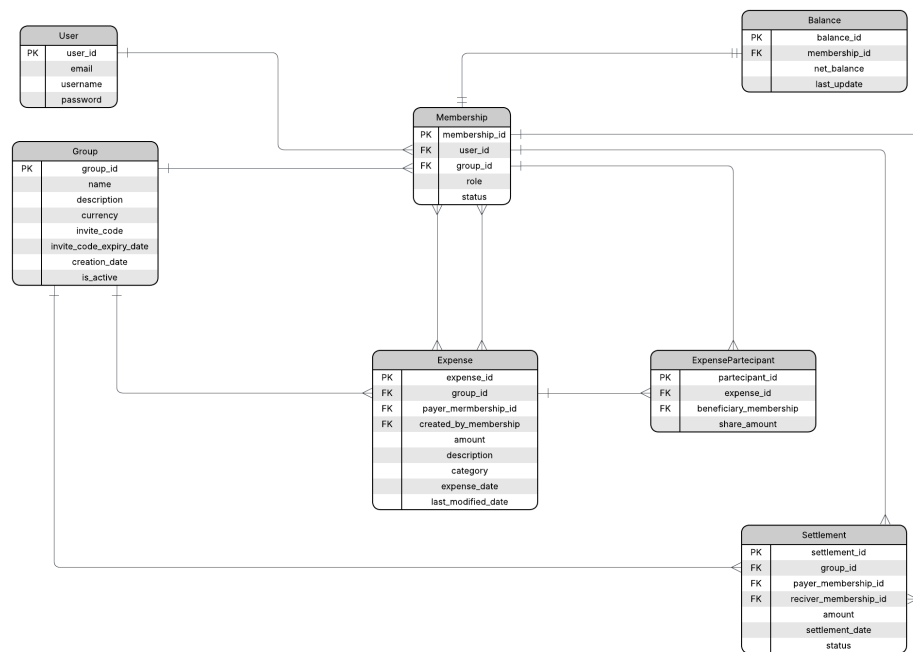 User
PK user_id
email
username
password
Balance
PK balance_id
FK membership_id
net_balance
last_update
Membership
PK membership_id
FK user_id
FK group_id
role
status
Group
PK group_id
name
description
currency
invite_code
invite_code_expiry_date
creation_date
is_active
Expense
PK expense_id
FK group_id
FK payer_mermbership_id
FK created_by_membership
amount
description
category
expense_date
last_modified_date
ExpensePartecipant
PK partecipant_id
FK expense_id
FK beneficiary_membership
share_amount
Settlement
PK settlement_id
FK group_id
FK payer_membership_id
FK reciver_membership_id
amount
settlement_date
status